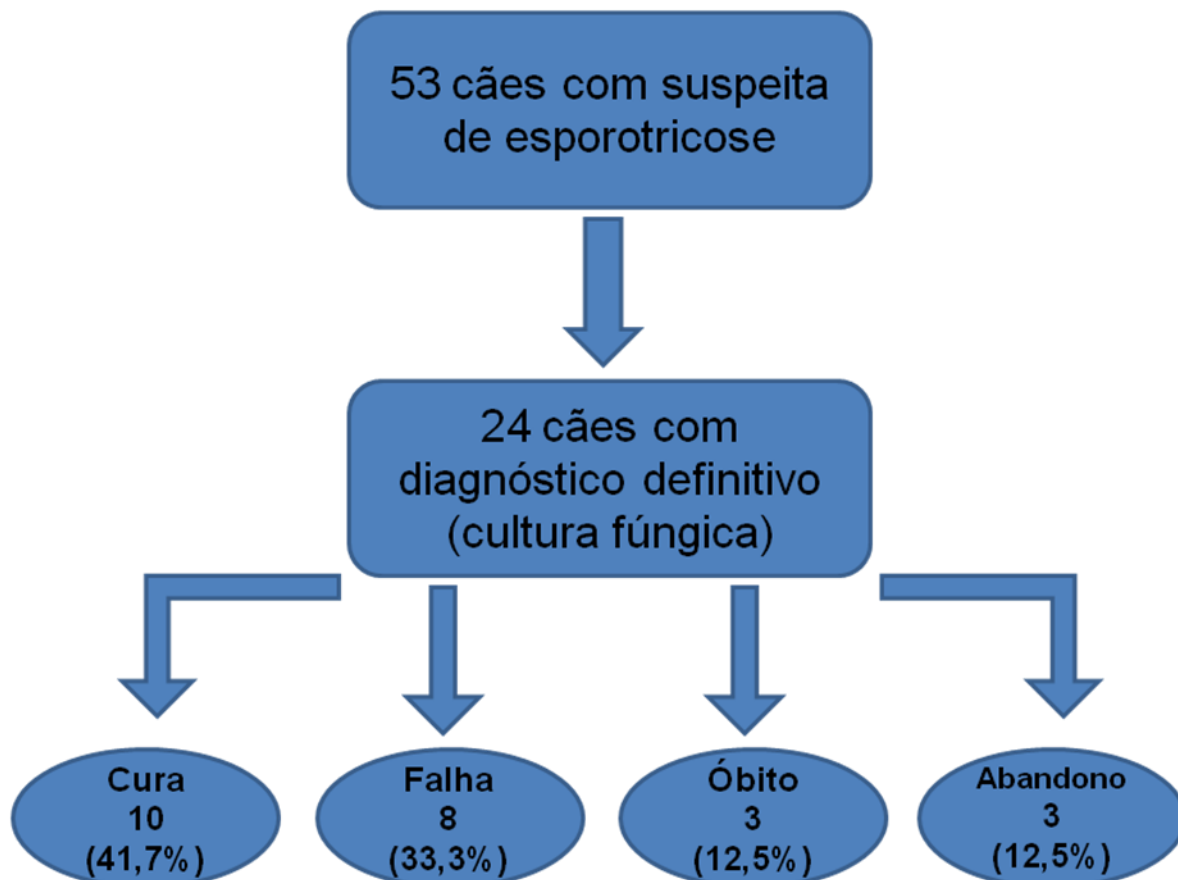 53 cães com suspeita
de esporotricose
24 cães com
diagnóstico definitivo
(cultura fúngica)
Cura
10
(41,7%)
Falha
8
(33,3%)
Óbito
3
(12,5%)
Abandono
3
(12,5%)